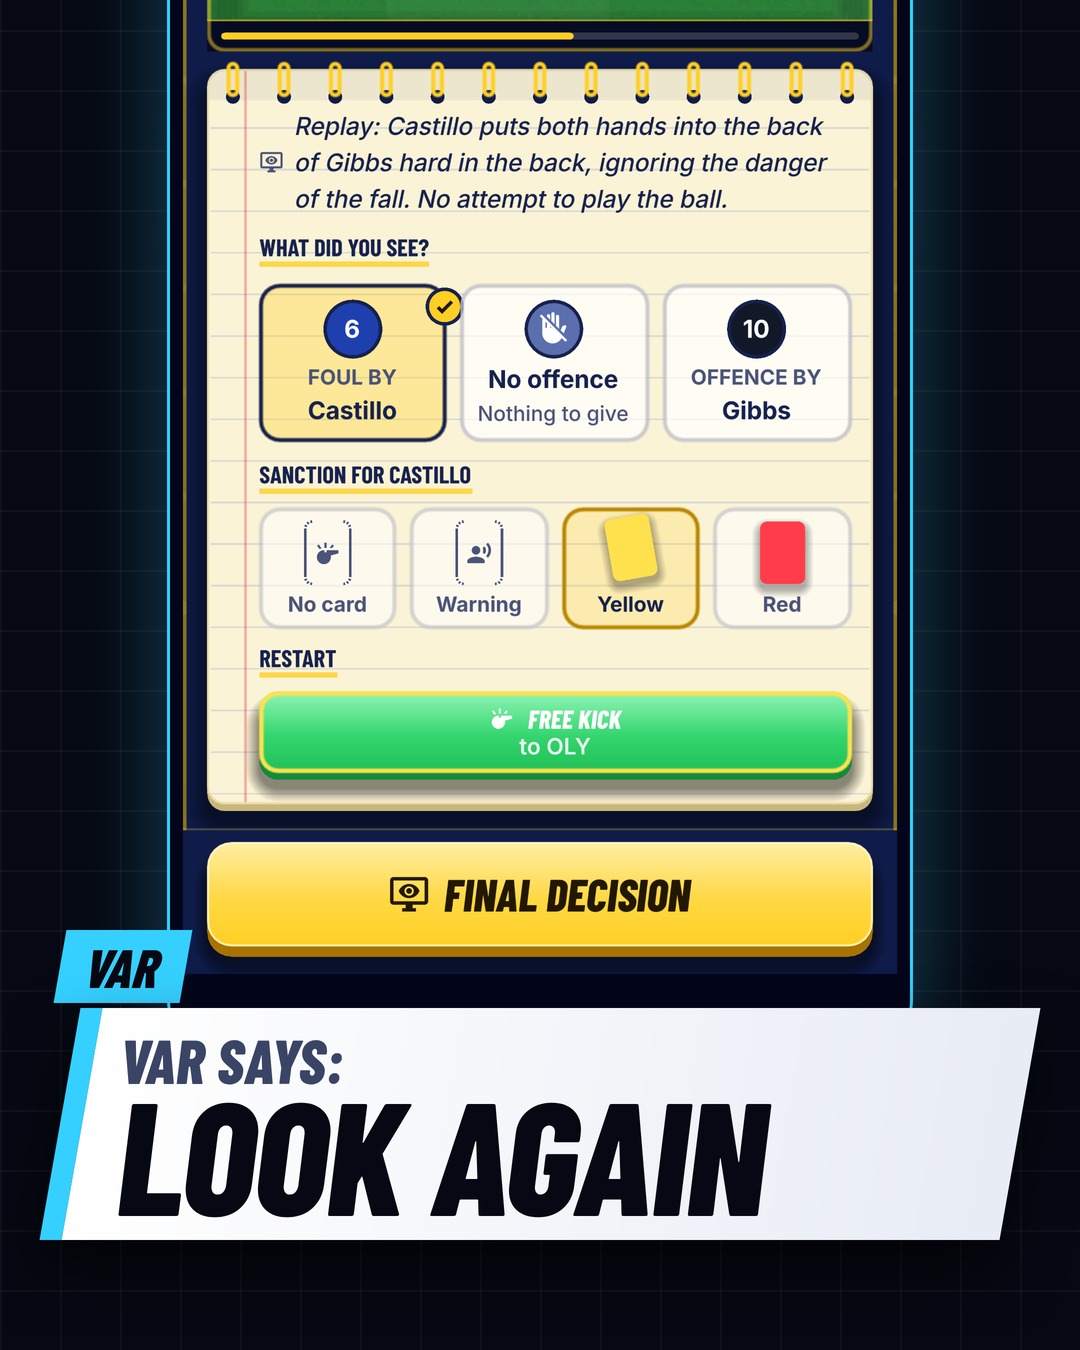 Replay: Castillo puts both hands into the back
of Gibbs hard in the back, ignoring the danger
of the fall. No attempt to play the ball.
WHAT DID YOU SEE?
6
FOUL BY
Castillo
No offence
Nothing to give
10
OFFENCE BY
Gibbs
SANCTION FOR CASTILLO
No card
Warning
Yellow
Red
RESTART
FREE KICK
to OLY
FINAL DECISION
VAR
VAR SAYS:
LOOK AGAIN